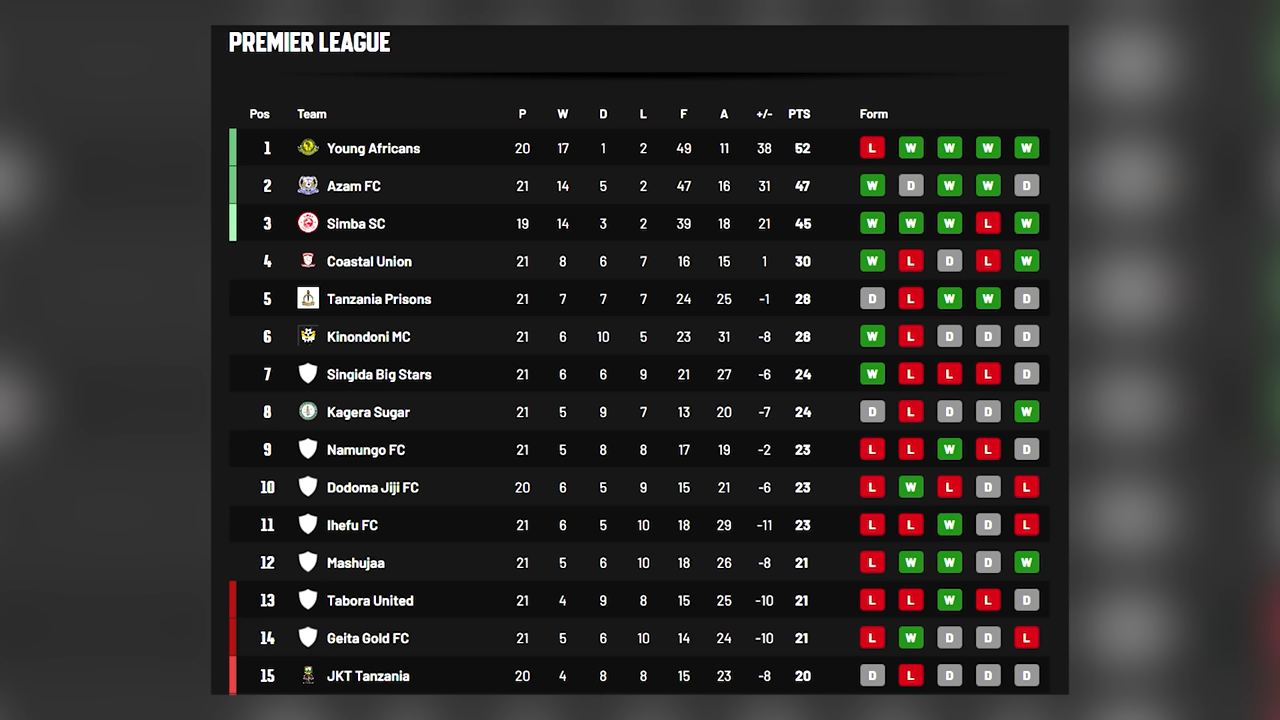 PREMIER LEAGUE
Pos Team P W D L F A +/- PTS Form
1 Young Africans 20 17 1 2 49 11 38 52 L W W W W
2 Azam FC 21 14 5 2 47 16 31 47 W D W W D
3 Simba SC 19 14 3 2 39 18 21 45 W W W L W
4 Coastal Union 21 8 6 7 16 15 1 30 W L D L W
5 Tanzania Prisons 21 7 7 7 24 25 -1 28 D L W W D
6 Kinondoni MC 21 6 10 5 23 31 -8 28 W L D D D
7 Singida Big Stars 21 6 6 9 21 27 -6 24 W L L L D
8 Kagera Sugar 21 5 9 7 13 20 -7 24 D L D D W
9 Namungo FC 21 5 8 8 17 19 -2 23 L L W L D
10 Dodoma Jiji FC 20 6 5 9 15 21 -6 23 L W L D L
11 Ihefu FC 21 6 5 10 18 29 -11 23 L L W D L
12 Mashujaa 21 5 6 10 18 26 -8 21 L W W D W
13 Tabora United 21 4 9 8 15 25 -10 21 L L W L D
14 Geita Gold FC 21 5 6 10 14 24 -10 21 L W D D L
15 JKT Tanzania 20 4 8 8 15 23 -8 20 D L D D D